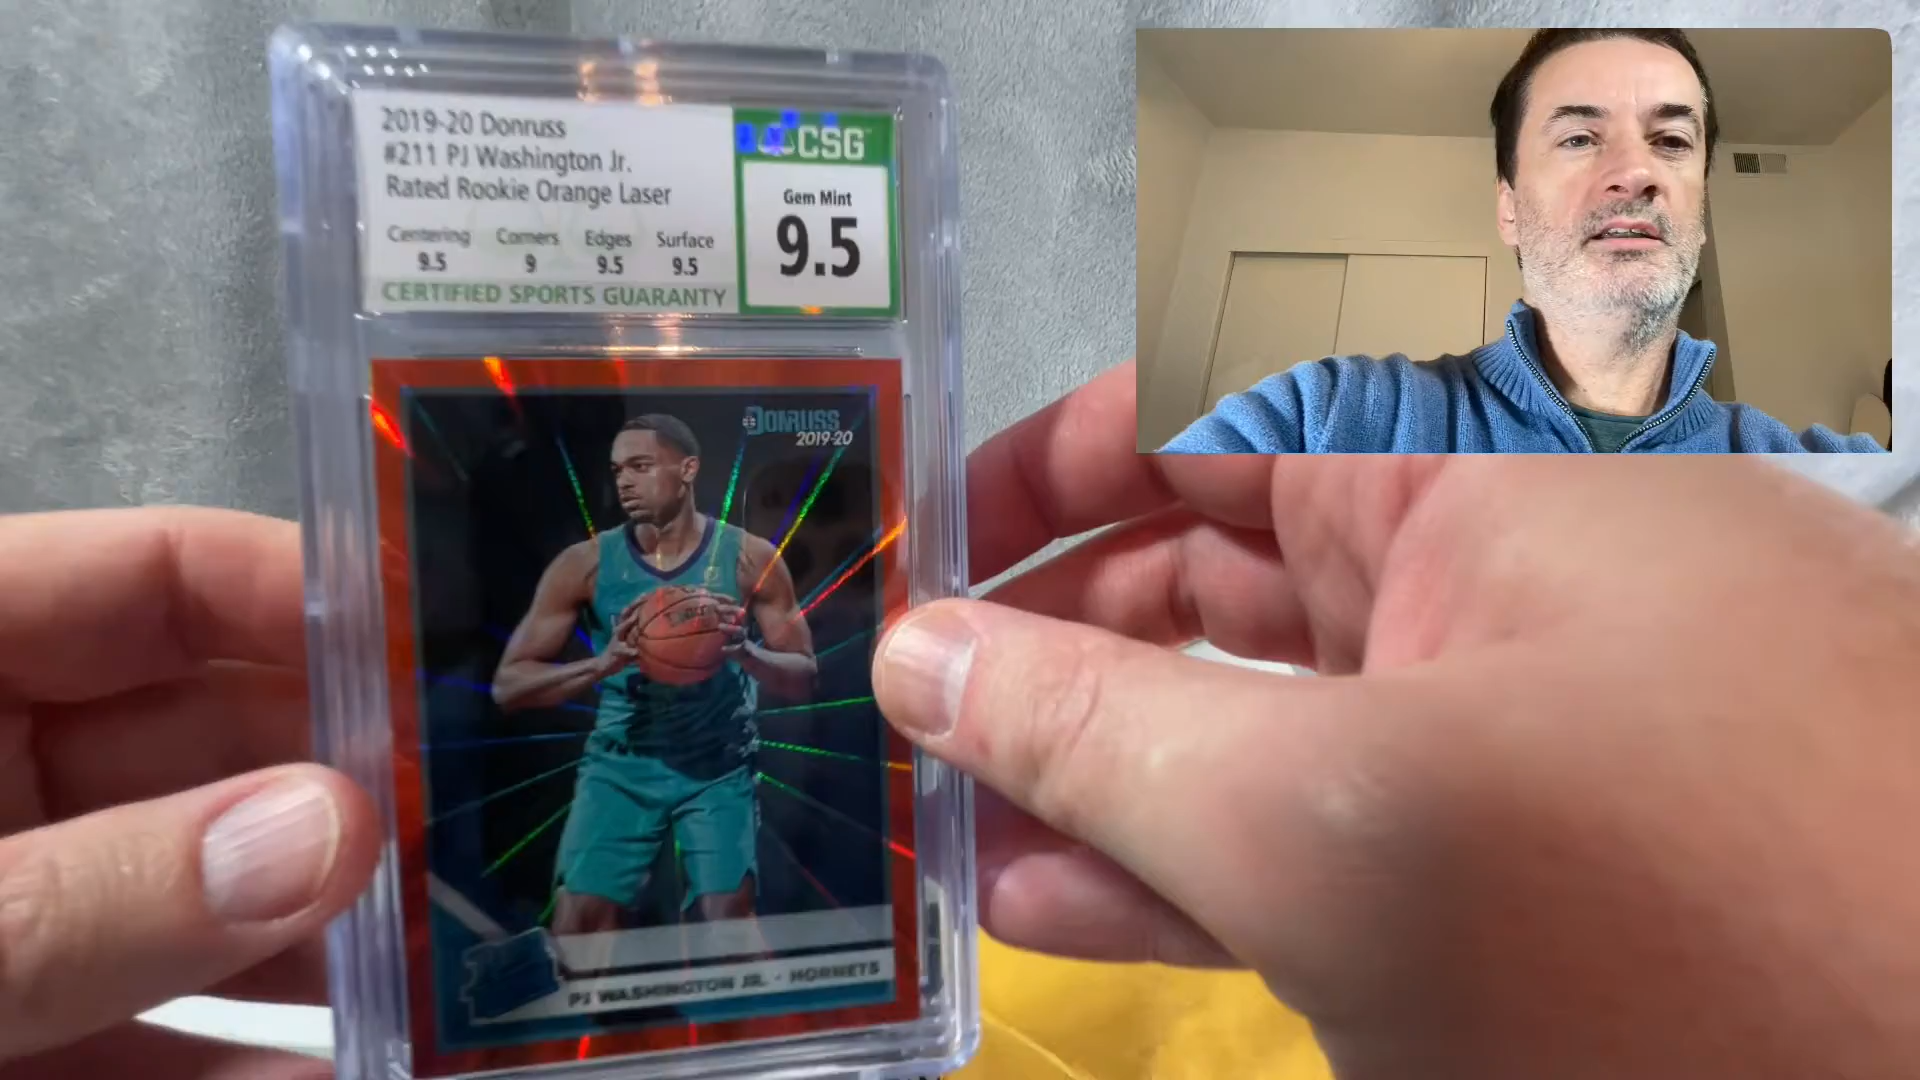 2019-20 Donruss
#211 PJ Washington Jr.
Rated Rookie Orange Laser
Centering Corners Edges Surface
9.5 9 9.5 9.5
CERTIFIED SPORTS GUARANTY
CSG
Gem Mint
9.5
DONRUSS
2019-20
PJ WASHINGTON JR. - HORNETS